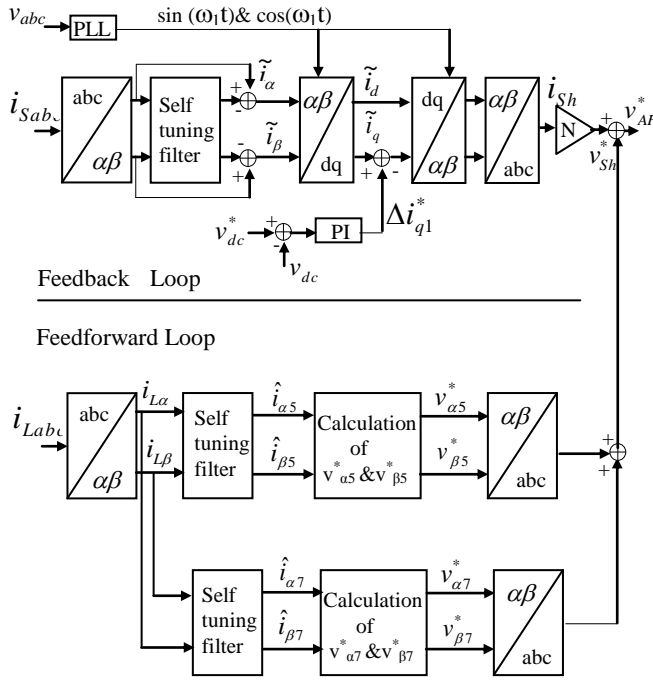 v_abc PLL sin (ω₁t)& cos(ω₁t)
abc
αβ
Self
tuning
filter
ĩ_α
ĩ_β
αβ
dq
ĩ_d
ĩ_q
dq
αβ
αβ
abc
i_Sh
N
v*_Sh
i_Sabc
+
-
-
+
+
-
+
+
v*_dc
+
-
v_dc
PI
Δi*_q1
Feedback Loop
Feedforward Loop
i_Labc
abc
αβ
i_Lα
i_Lβ
Self
tuning
filter
î_α5
î_β5
Calculation
of
v*_α5 &v*_β5
v*_α5
v*_β5
αβ
abc
+
+
Self
tuning
filter
î_α7
î_β7
Calculation
of
v*_α7 &v*_β7
v*_α7
v*_β7
αβ
abc